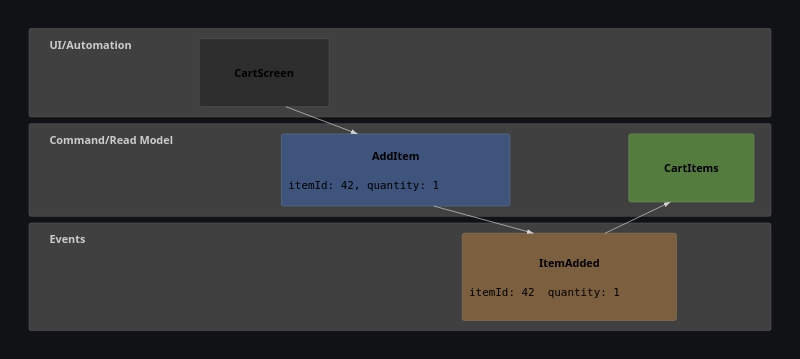 UI/Automation
CartScreen
Command/Read Model
AddItem
itemId: 42, quantity: 1
CartItems
Events
ItemAdded
itemId: 42  quantity: 1